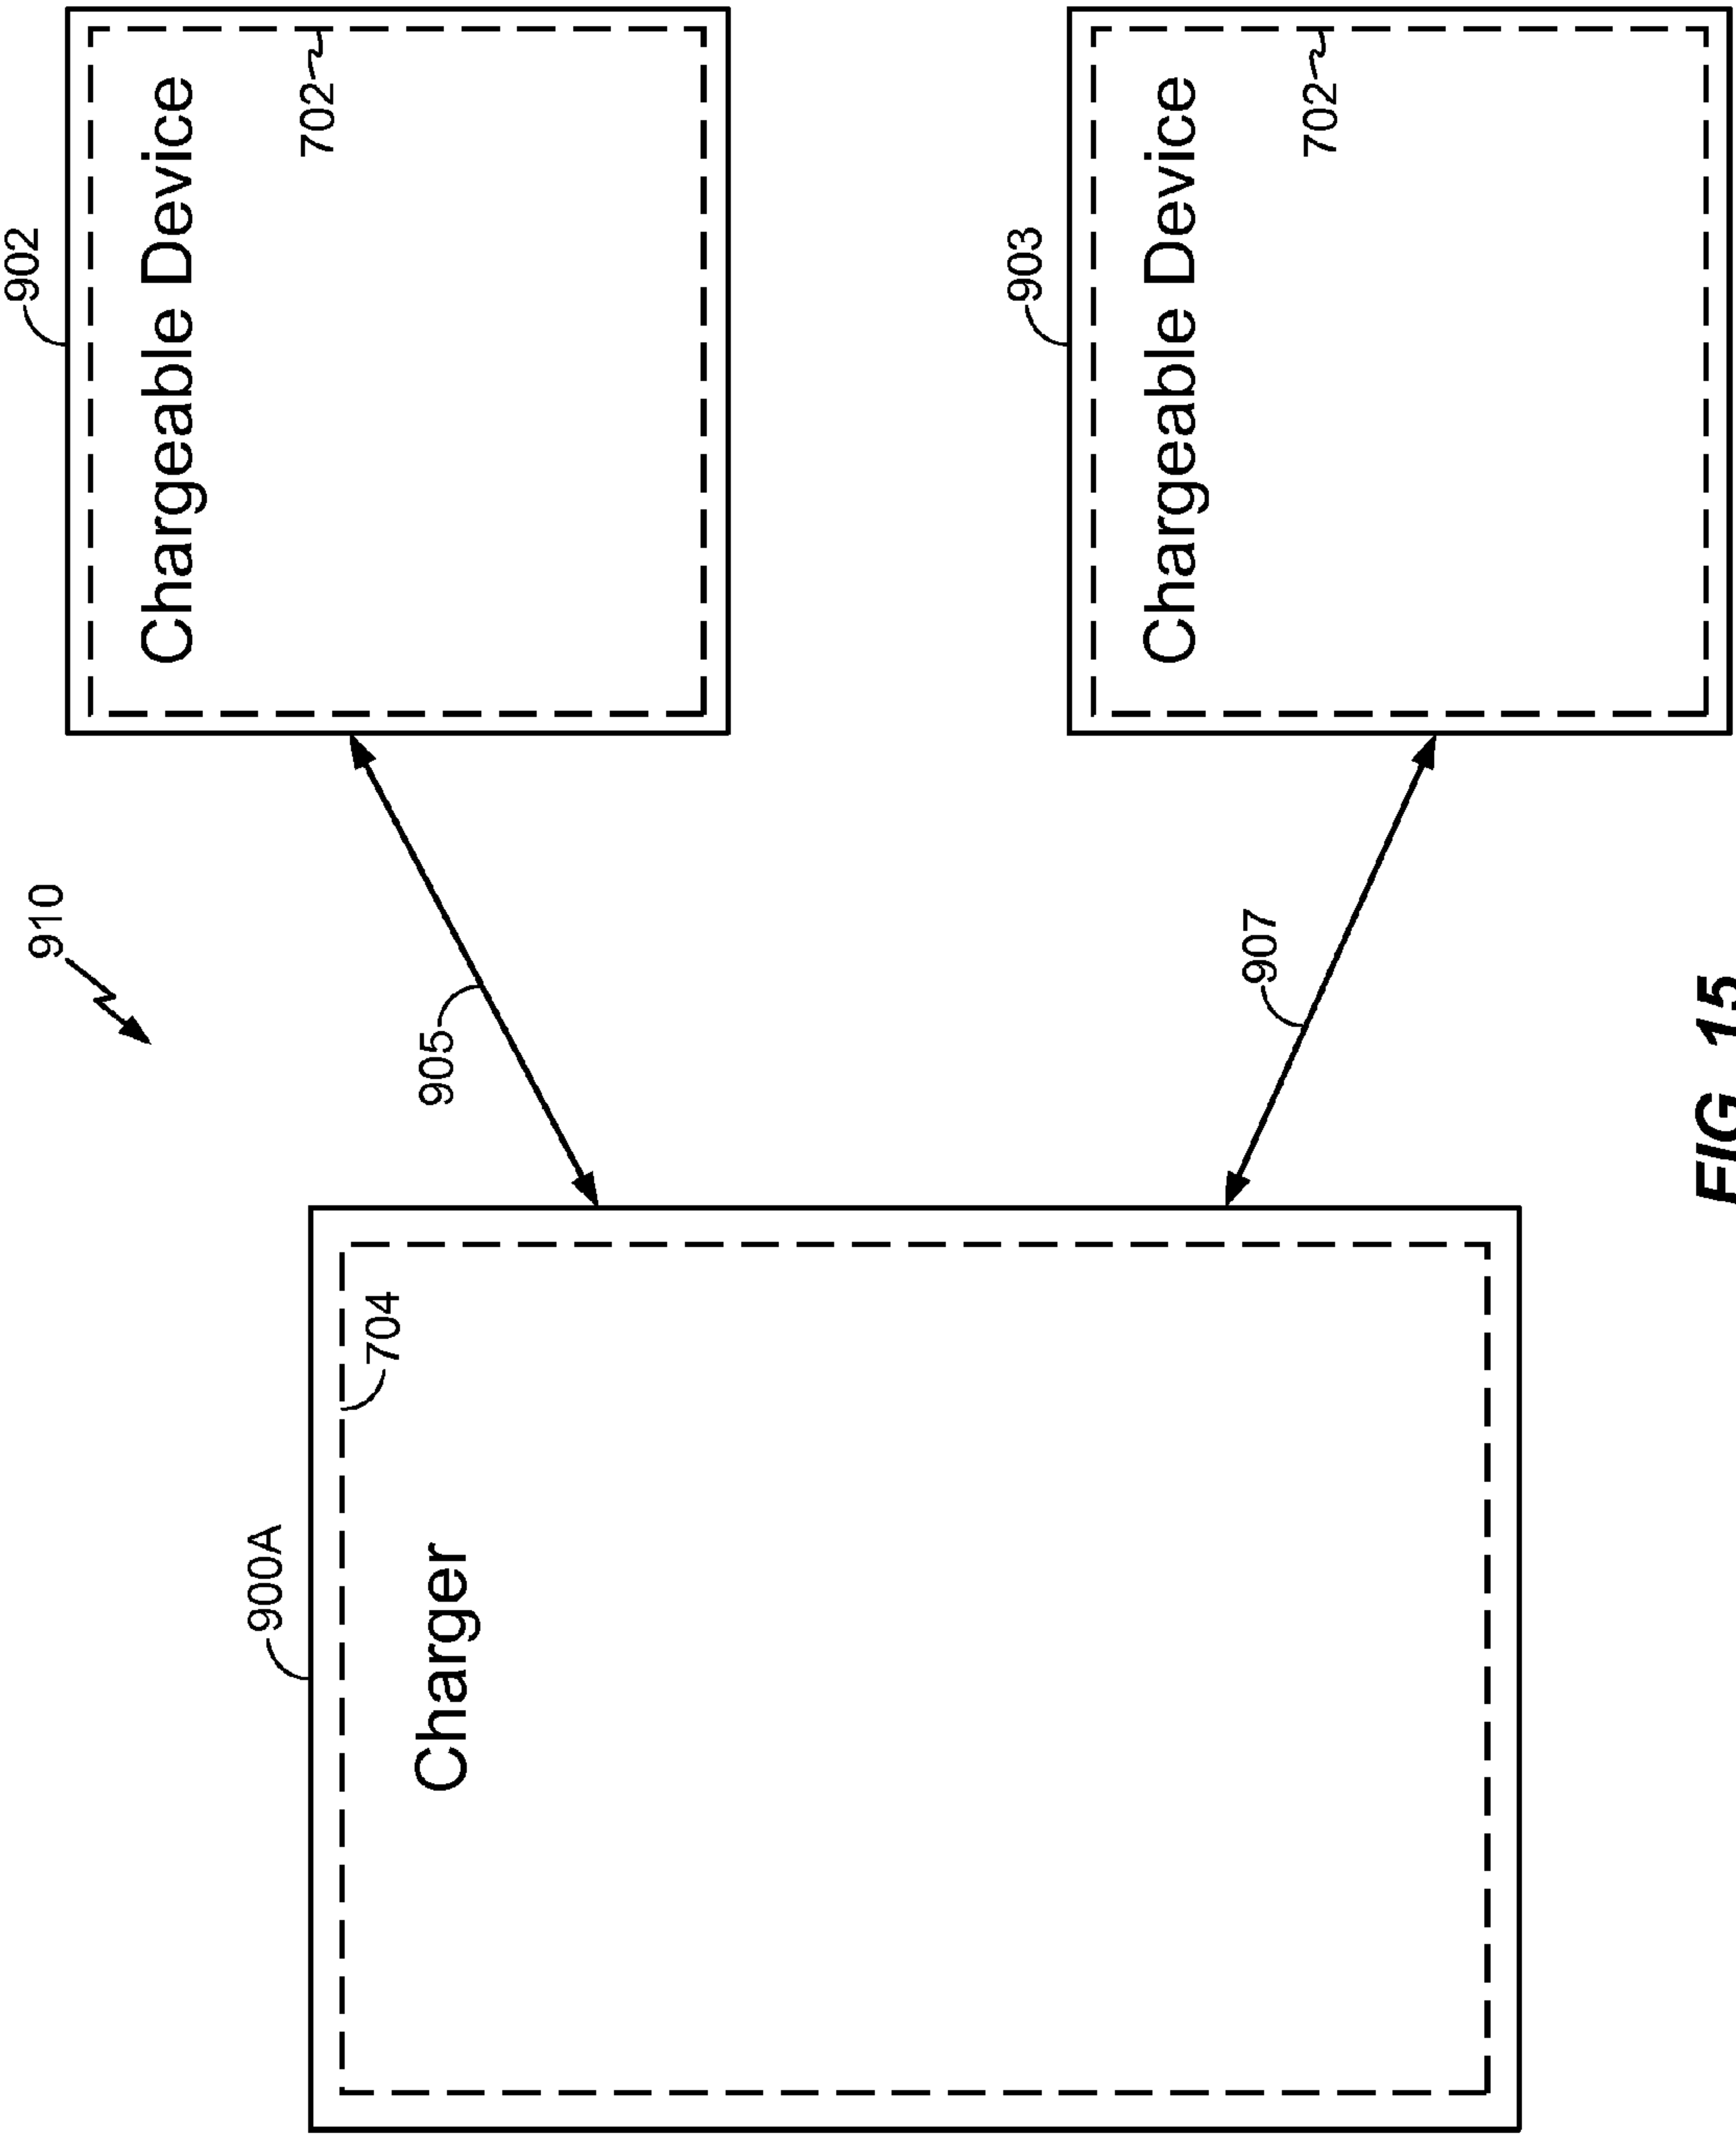 910
900A
704
Charger
905
907
902
Chargeable Device
702
903
Chargeable Device
702
FIG. 15